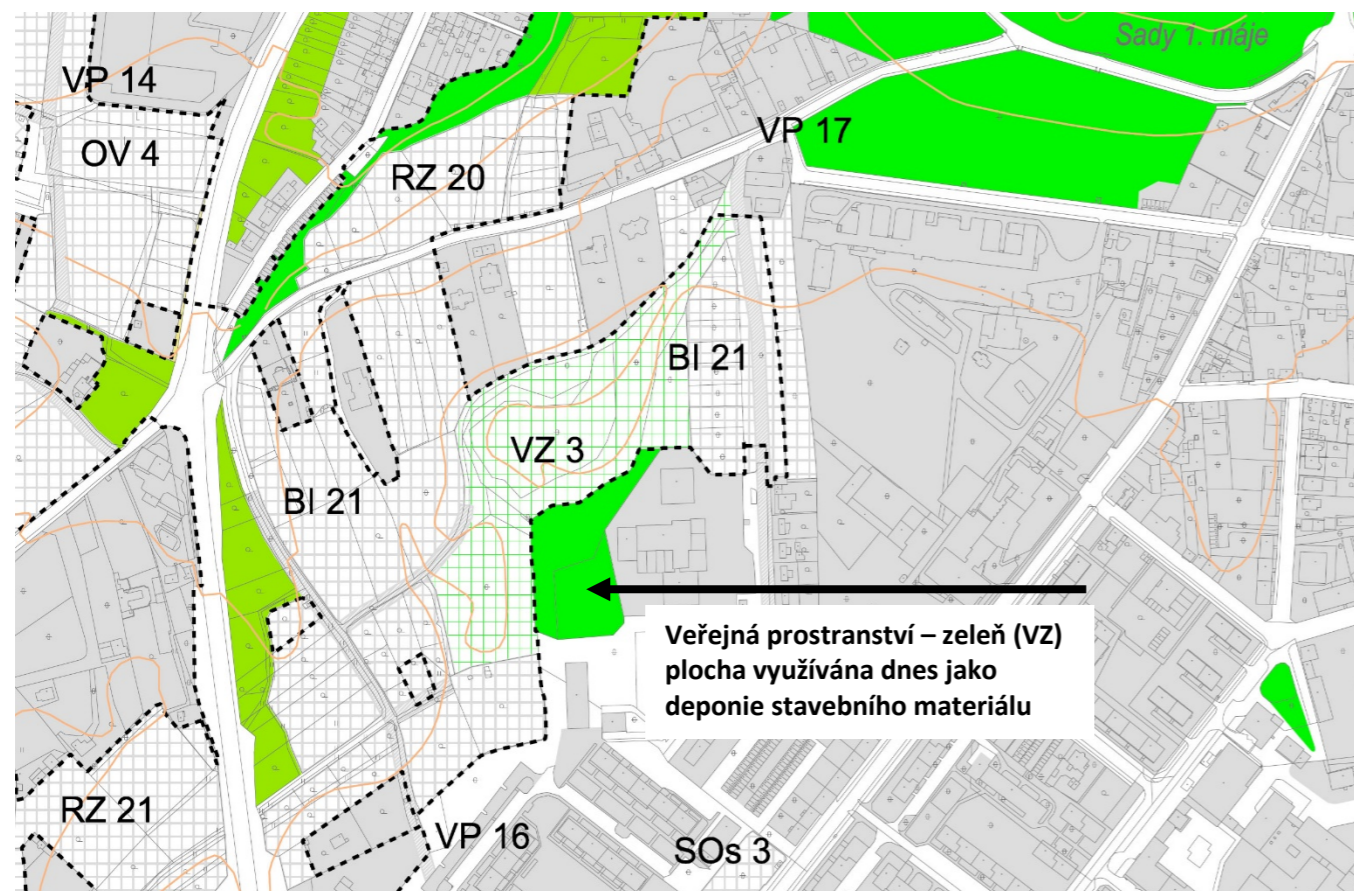 Sady 1. máje
VP 14
VP 17
OV 4
RZ 20
BI 21
VZ 3
BI 21
Veřejná prostranství – zeleň (VZ)
plocha využívána dnes jako
deponie stavebního materiálu
RZ 21
VP 16
SOs 3